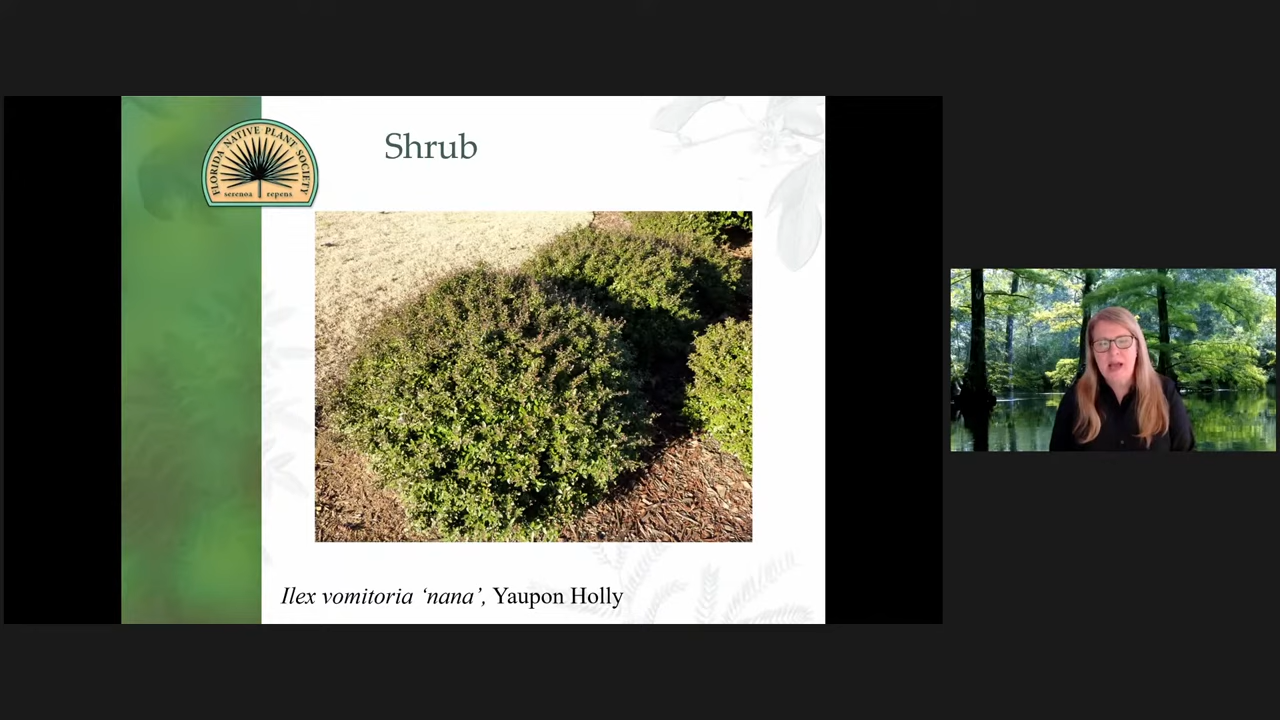 Shrub
FLORIDA NATIVE PLANT SOCIETY
serenoa repens
Ilex vomitoria ‘nana’, Yaupon Holly